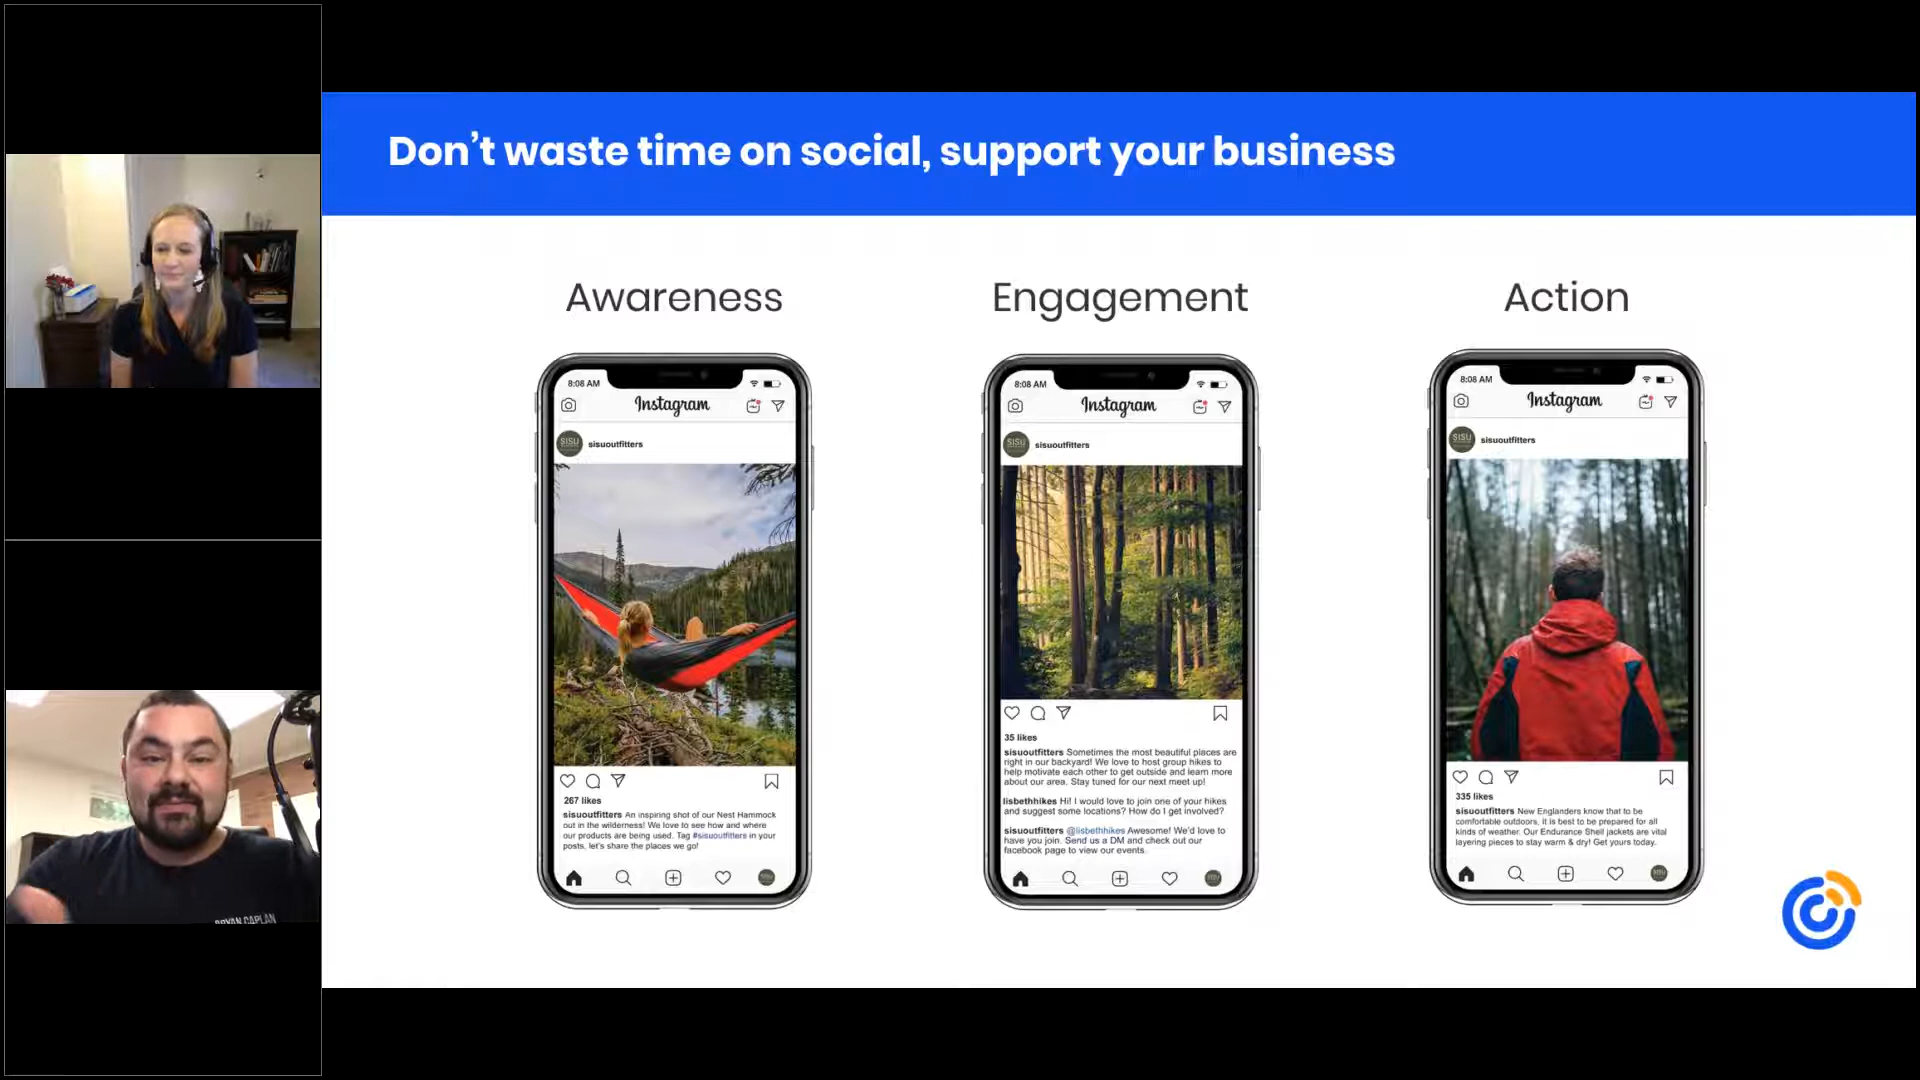 Don't waste time on social, support your business
Awareness
8:08 AM
Instagram
SISU
sisuoutfitters
267 likes
sisuoutfitters An inspiring shot of our Nest Hammock
out in the wilderness! We love to see how and where
our products are being used. Tag #sisuoutfitters in your
posts, let's share the places we go!
Engagement
8:08 AM
Instagram
SISU
sisuoutfitters
35 likes
sisuoutfitters Sometimes the most beautiful places are
right in our backyard! We love to host group hikes to
help motivate each other to get outside and learn more
about our area. Stay tuned for our next meet up!
lisbethhikes Hi! I would love to join one of your hikes
and suggest some locations? How do I get involved?
sisuoutfitters @lisbethhikes Awesome! We'd love to
have you join. Send us a DM and check out our
facebook page to view our events.
Action
8:08 AM
Instagram
SISU
sisuoutfitters
335 likes
sisuoutfitters New Englanders know that to be
comfortable outdoors, it is best to be prepared for all
kinds of weather. Our Endurance Shell jackets are vital
layering pieces to stay warm & dry! Get yours today.
BRYAN CAPLAN